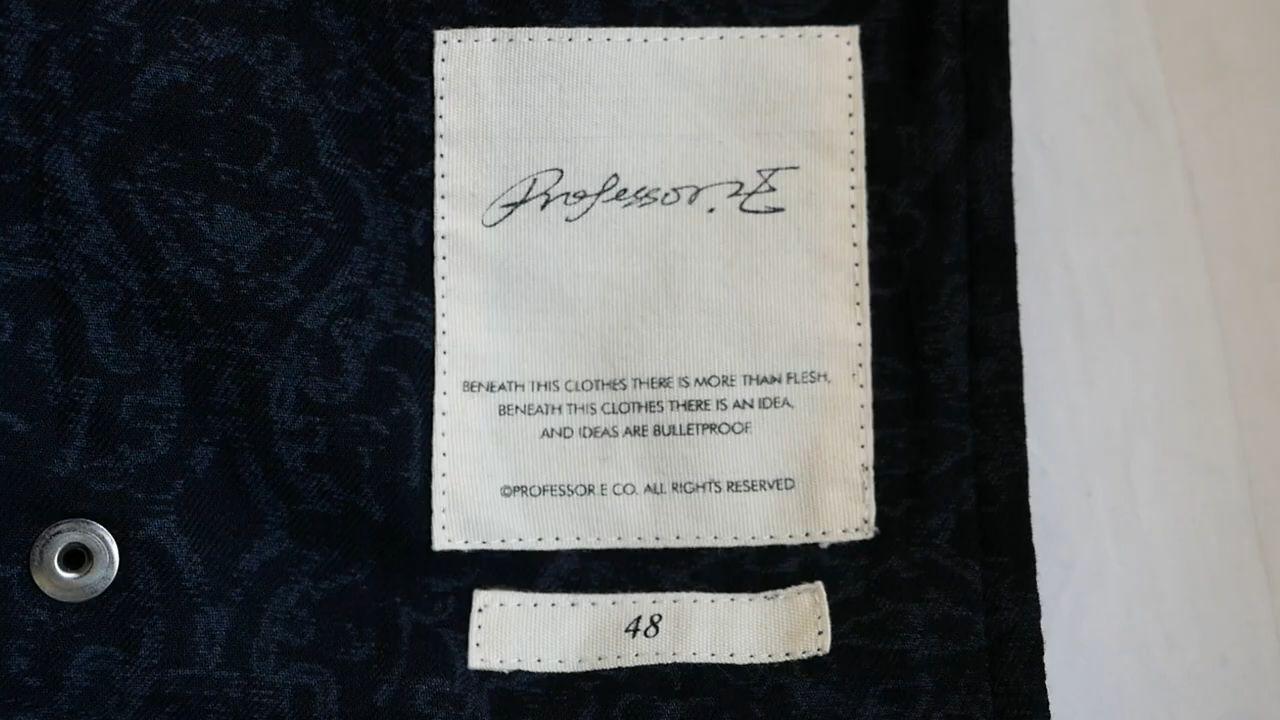 Professor.E
BENEATH THIS CLOTHES THERE IS MORE THAN FLESH,
BENEATH THIS CLOTHES THERE IS AN IDEA,
AND IDEAS ARE BULLETPROOF.
©PROFESSOR.E CO. ALL RIGHTS RESERVED
48